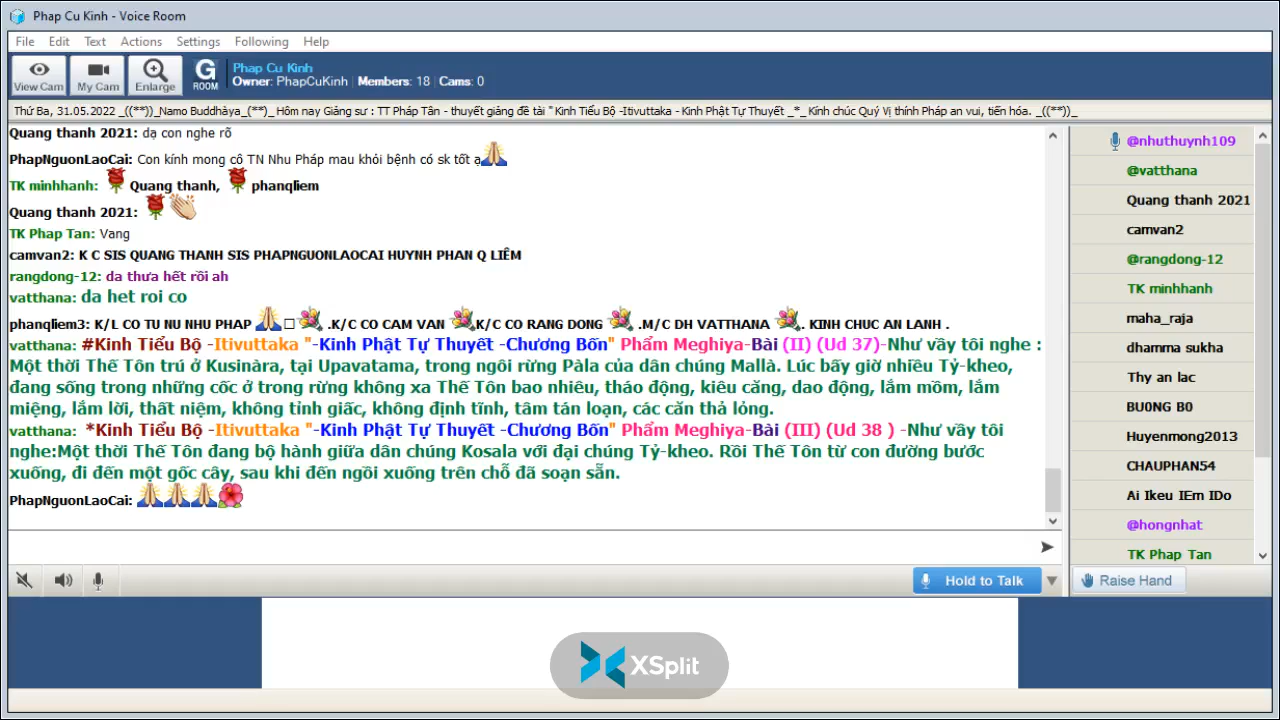 Phap Cu Kinh - Voice Room
File Edit Text Actions Settings Following Help
View Cam My Cam Enlarge G ROOM
Phap Cu Kinh
Owner: PhapCuKinh | Members: 18 | Cams: 0
Thứ Ba, 31.05.2022 _((**))_Namo Buddhàya_(**)_ Hôm nay Giảng sư : TT Pháp Tân - thuyết giảng đề tài " Kinh Tiểu Bộ -Itivuttaka - Kinh Phật Tự Thuyết _*_ Kính chúc Quý Vị thính Pháp an vui, tiến hóa. _((**))_
Quang thanh 2021: dạ con nghe rõ
PhapNguonLaoCai: Con kính mong cô TN Nhu Pháp mau khỏi bệnh có sk tốt ạ
TK minhhanh: Quang thanh, phanqliem
Quang thanh 2021:
TK Phap Tan: Vang
camvan2: K C SIS QUANG THANH SIS PHAPNGUONLAOCAI HUYNH PHAN Q LIÊM
rangdong-12: da thưa hết rồi ah
vatthana: da het roi co
phanqliem3: K/L CO TU NU NHU PHAP .K/C CO CAM VAN K/C CO RANG DONG .M/C DH VATTHANA . KINH CHUC AN LANH .
vatthana: #Kinh Tiểu Bộ -Itivuttaka "-Kinh Phật Tự Thuyết -Chương Bốn" Phẩm Meghiya-Bài (II) (Ud 37)-Như vầy tôi nghe :
Một thời Thế Tôn trú ở Kusinàra, tại Upavatama, trong ngôi rừng Pàla của dân chúng Mallà. Lúc bấy giờ nhiều Tỷ-kheo,
đang sống trong những cốc ở trong rừng không xa Thế Tôn bao nhiêu, tháo động, kiêu căng, dao động, lắm mồm, lắm
miệng, lắm lời, thất niệm, không tỉnh giấc, không định tĩnh, tâm tán loạn, các căn thả lỏng.
vatthana: *Kinh Tiểu Bộ -Itivuttaka "-Kinh Phật Tự Thuyết -Chương Bốn" Phẩm Meghiya-Bài (III) (Ud 38 ) -Như vầy tôi
nghe:Một thời Thế Tôn đang bộ hành giữa dân chúng Kosala với đại chúng Tỷ-kheo. Rồi Thế Tôn từ con đường bước
xuống, đi đến một gốc cây, sau khi đến ngồi xuống trên chỗ đã soạn sẵn.
PhapNguonLaoCai:
@nhuthuynh109
@vatthana
Quang thanh 2021
camvan2
@rangdong-12
TK minhhanh
maha_raja
dhamma sukha
Thy an lac
BU0NG B0
Huyenmong2013
CHAUPHAN54
Ai Ikeu IEm IDo
@hongnhat
TK Phap Tan
Hold to Talk
Raise Hand
XSplit